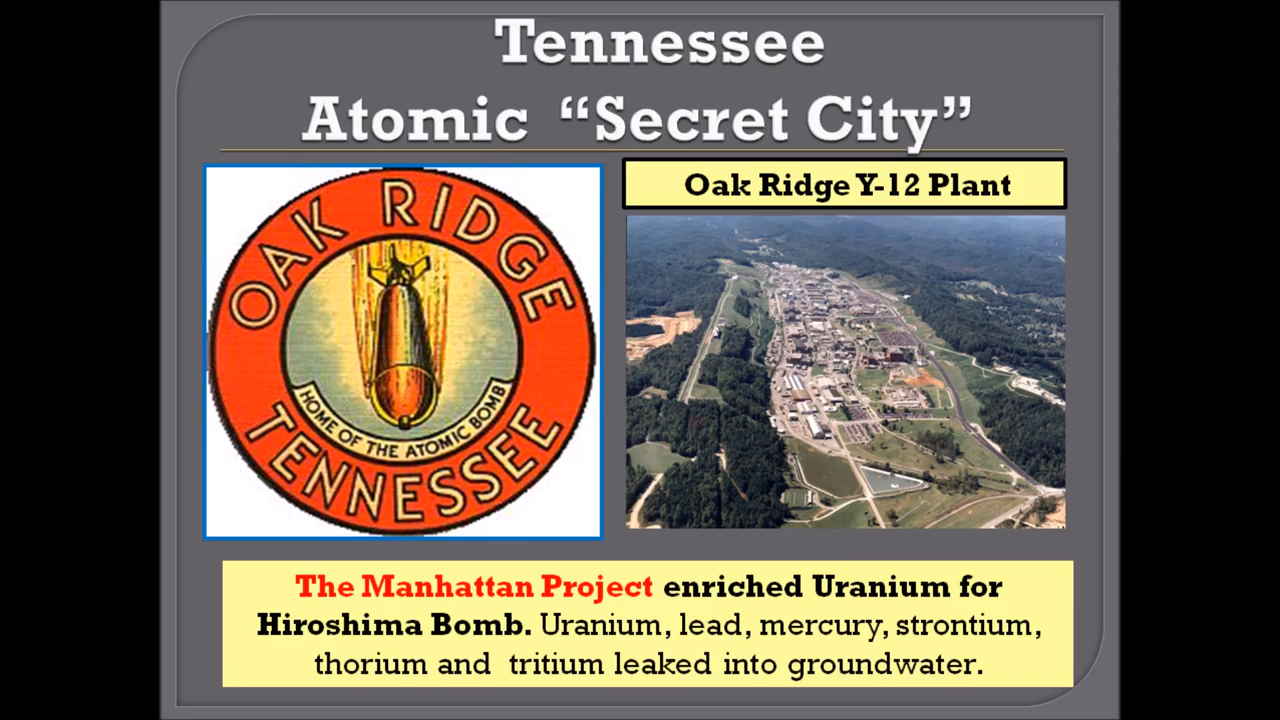 Tennessee
Atomic “Secret City”
OAK RIDGE
HOME OF THE ATOMIC BOMB
TENNESSEE
Oak Ridge Y-12 Plant
The Manhattan Project enriched Uranium for
Hiroshima Bomb. Uranium, lead, mercury, strontium,
thorium and tritium leaked into groundwater.